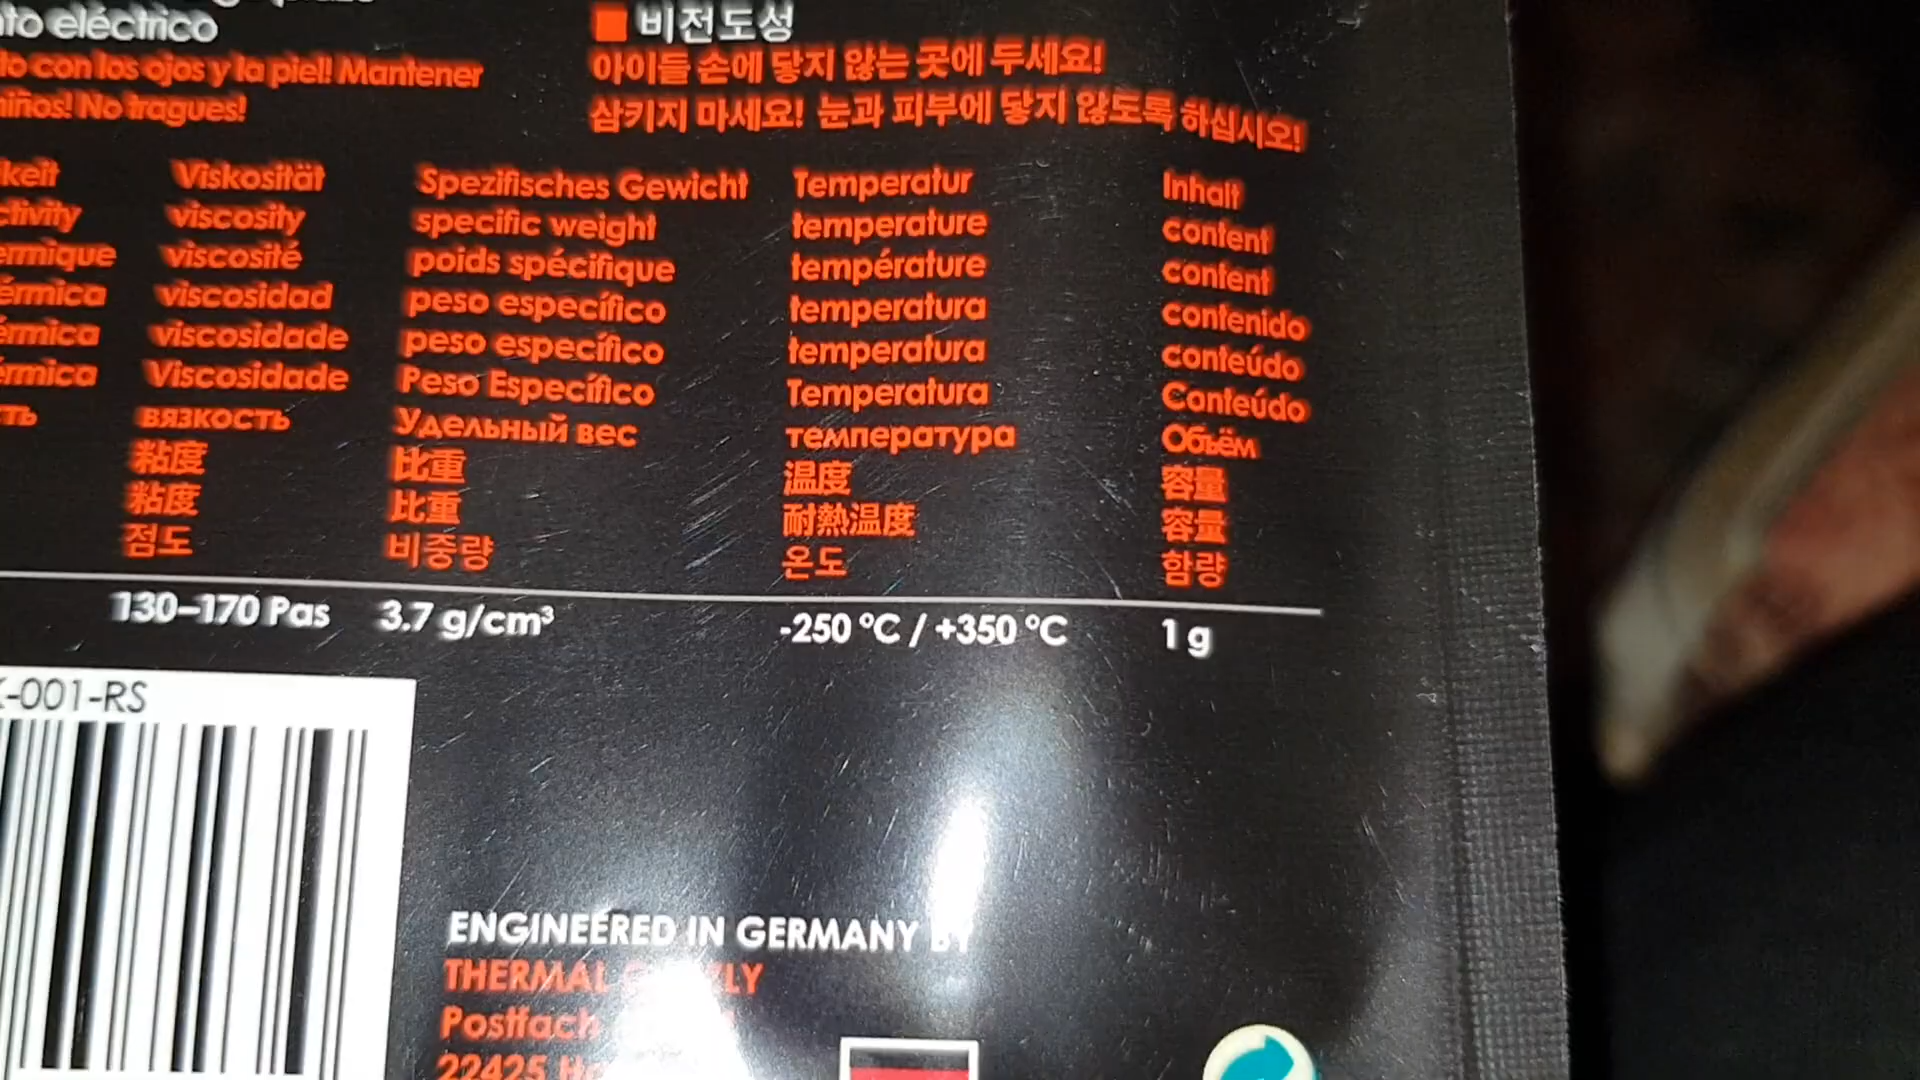 nto eléctrico
to con los ojos y la piel! Mantener
niños! No tragues!
비전도성
아이들 손에 닿지 않는 곳에 두세요!
삼키지 마세요! 눈과 피부에 닿지 않도록 하십시오!
keit Viskosität Spezifisches Gewicht Temperatur Inhalt
ctivity viscosity specific weight temperature content
ermique viscosité poids spécifique température content
érmica viscosidad peso específico temperatura contenido
érmica viscosidade peso específico temperatura conteúdo
érmica Viscosidade Peso Específico Temperatura Conteúdo
сть вязкость Удельный вес температура Объём
粘度 比重 温度 容量
粘度 比重 耐熱温度 容量
점도 비중량 온도 함량
130–170 Pas 3.7 g/cm³ -250 °C / +350 °C 1 g
-001-RS
ENGINEERED IN GERMANY BY
THERMAL
Postfach
22425